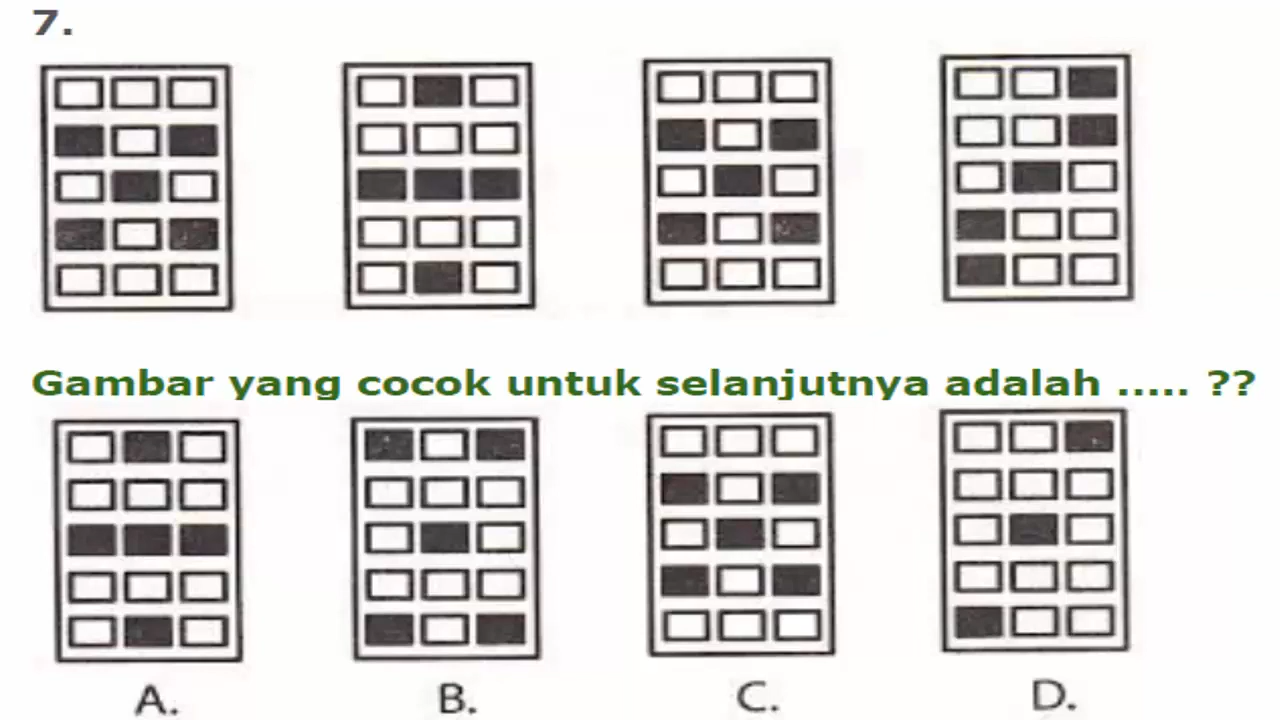 7.
Gambar yang cocok untuk selanjutnya adalah ..... ??
A. B. C. D.